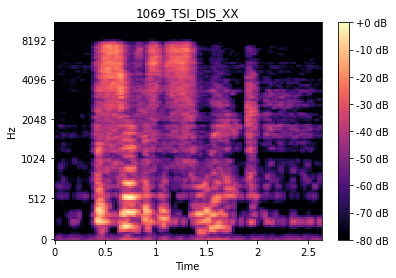 1069_TSI_DIS_XX
+0 dB
8192
-10 dB
4096
-20 dB
-30 dB
2048
Hz
-40 dB
1024
-50 dB
512
-60 dB
-70 dB
0
-80 dB
0 0.5 1 1.5 2 2.5
Time